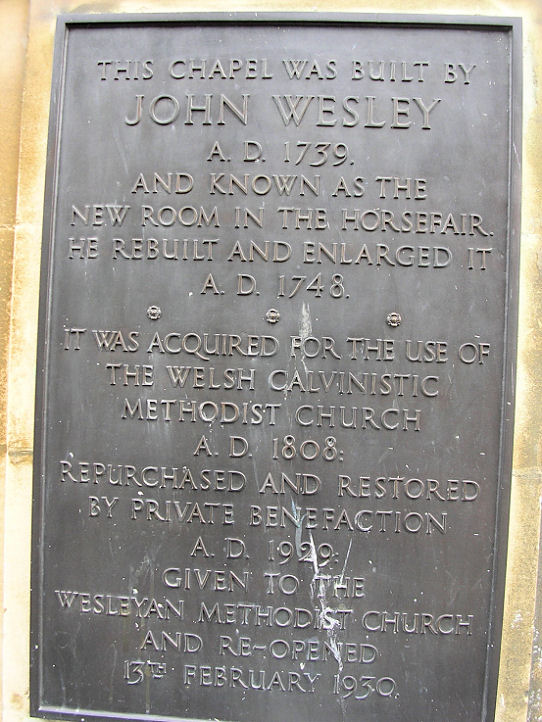 THIS CHAPEL WAS BUILT BY
JOHN WESLEY
A. D. 1739.
AND KNOWN AS THE
NEW ROOM IN THE HORSEFAIR.
HE REBUILT AND ENLARGED IT
A. D. 1748.
IT WAS ACQUIRED FOR THE USE OF
THE WELSH CALVINISTIC
METHODIST CHURCH
A. D. 1808:
REPURCHASED AND RESTORED
BY PRIVATE BENEFACTION
A. D. 1929:
GIVEN TO THE
WESLEYAN METHODIST CHURCH
AND RE-OPENED
13TH FEBRUARY 1930.